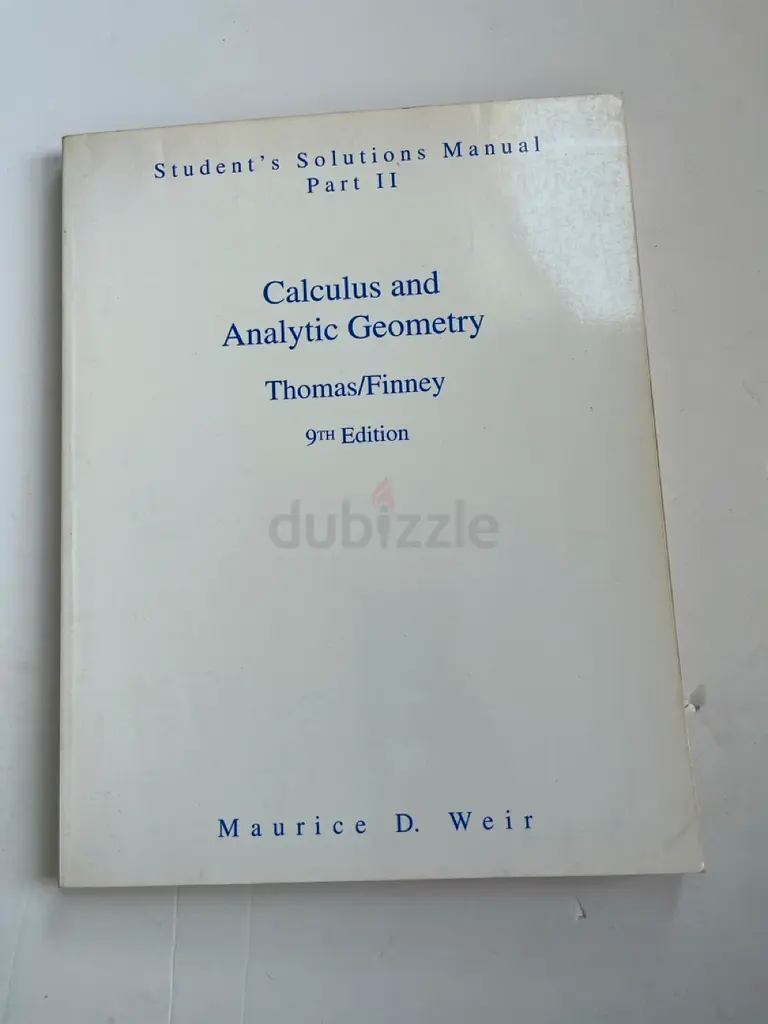 Student's Solutions Manual
Part II
Calculus and
Analytic Geometry
Thomas/Finney
9TH Edition
dubizzle
Maurice D. Weir